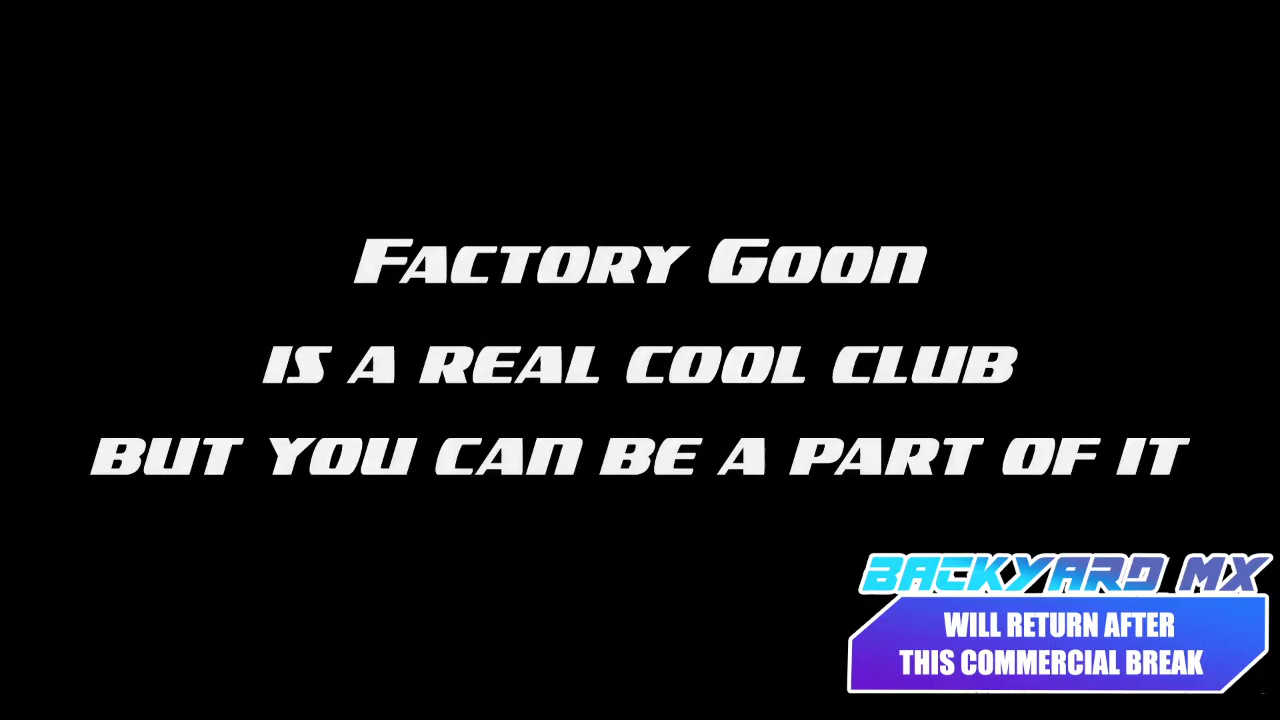 Factory Goon
is a real cool club
but you can be a part of it
BACKYARD MX
WILL RETURN AFTER
THIS COMMERCIAL BREAK